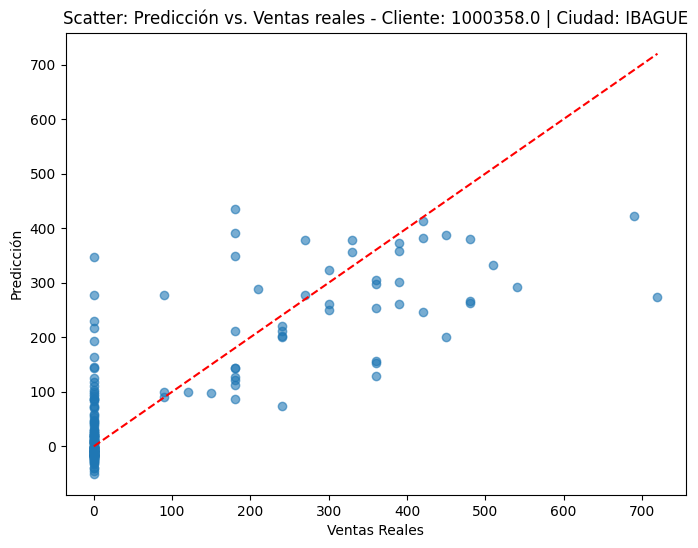 Scatter: Predicción vs. Ventas reales - Cliente: 1000358.0 | Ciudad: IBAGUE
700
600
500
400
300
200
100
0
Predicción
0 100 200 300 400 500 600 700
Ventas Reales